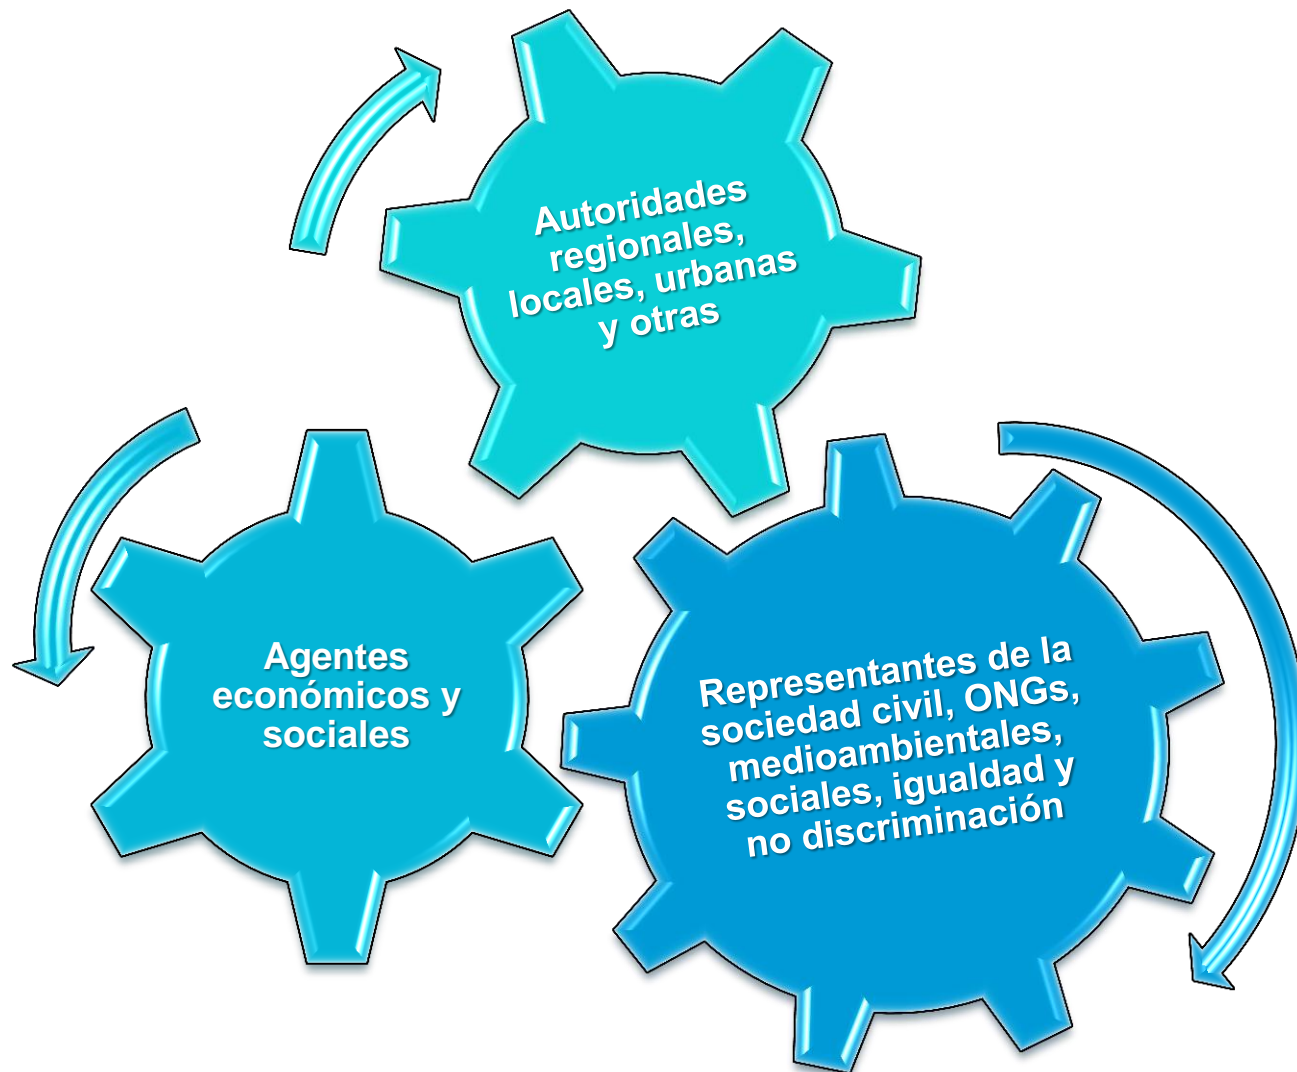 Autoridades
regionales,
locales, urbanas
y otras
Agentes
económicos y
sociales
Representantes de la
sociedad civil, ONGs,
medioambientales,
sociales, igualdad y
no discriminación